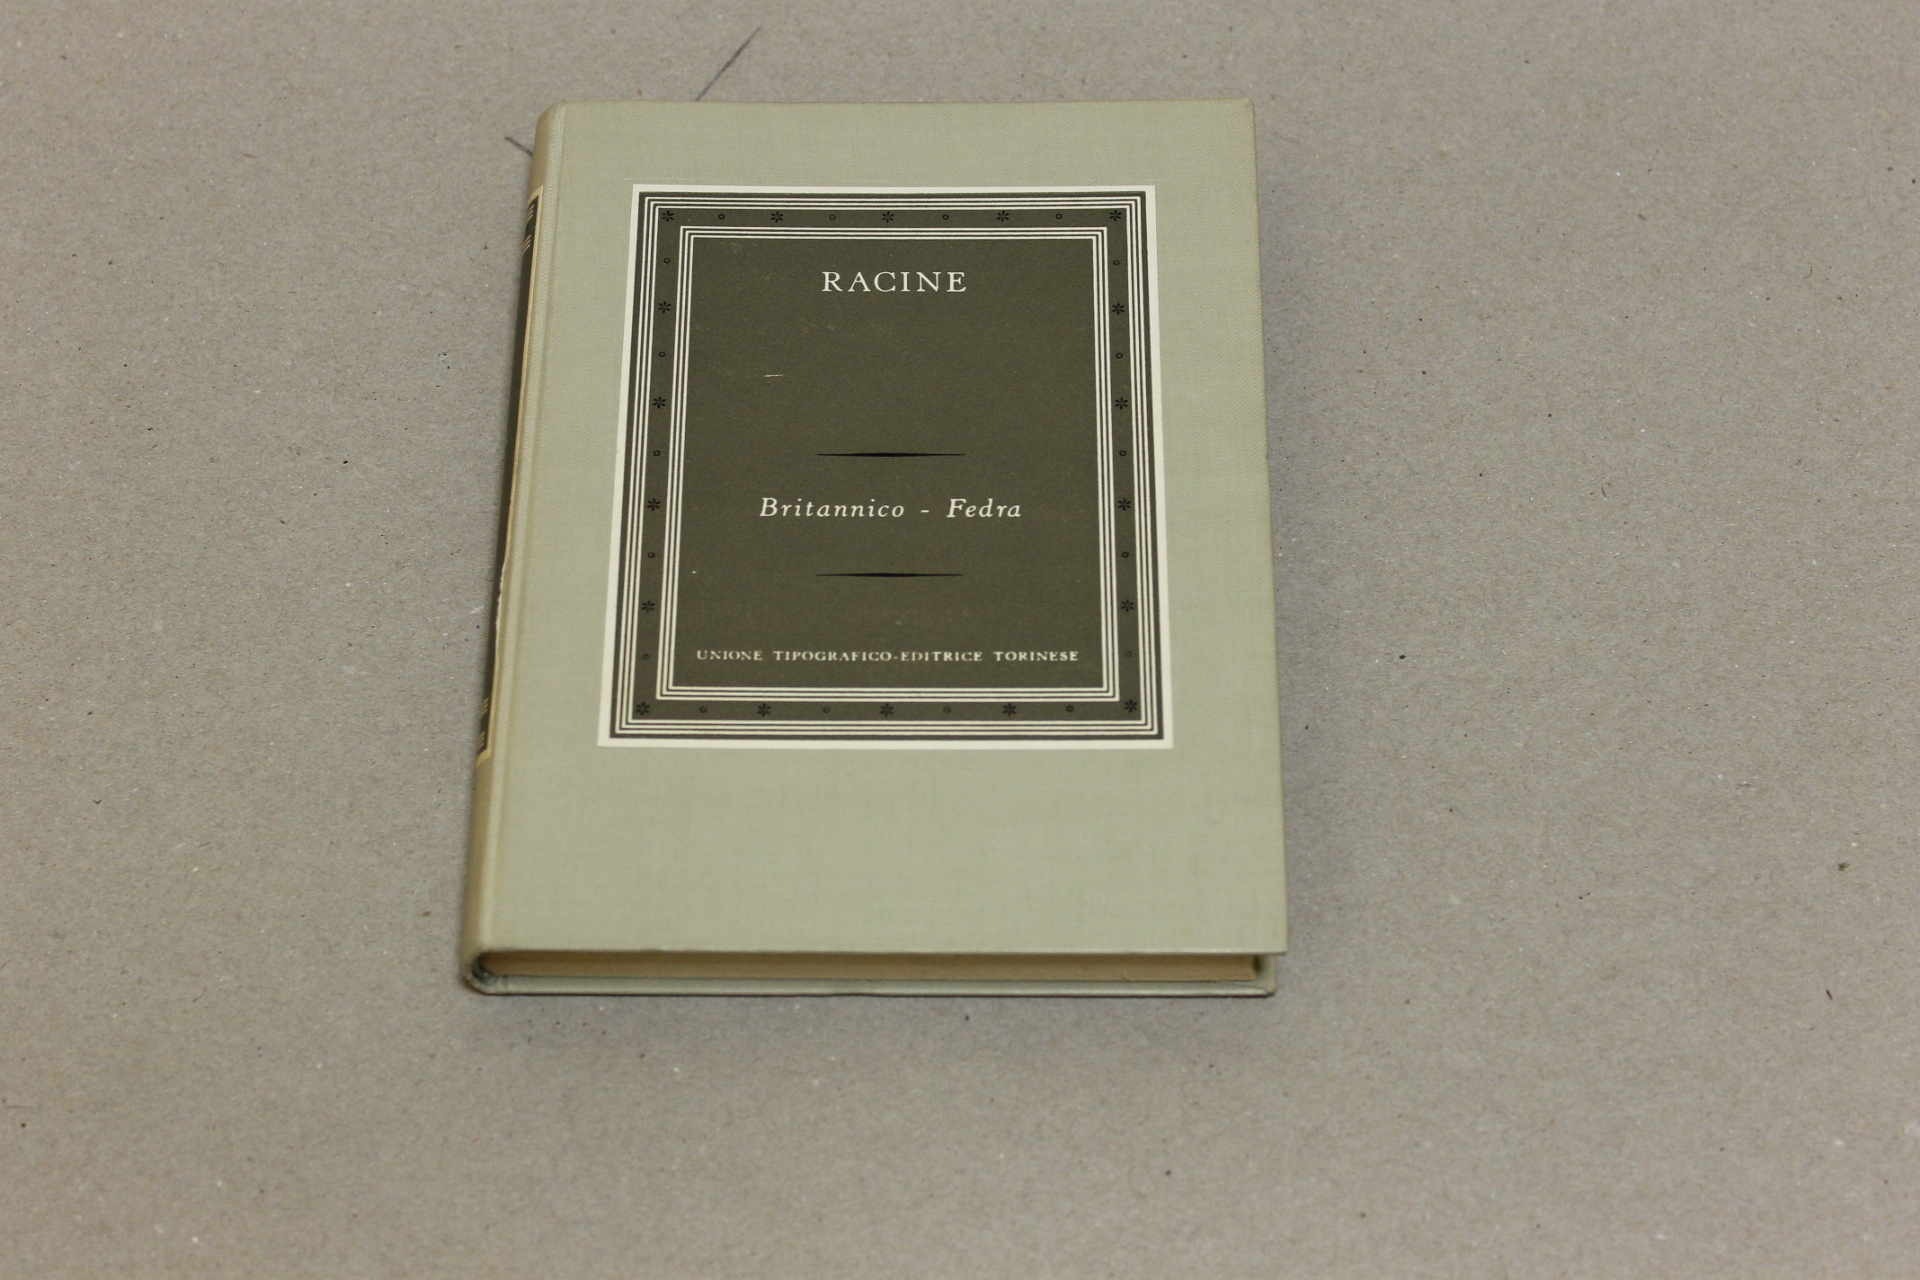 RACINE
Britannico - Fedra
UNIONE TIPOGRAFICO-EDITRICE TORINESE